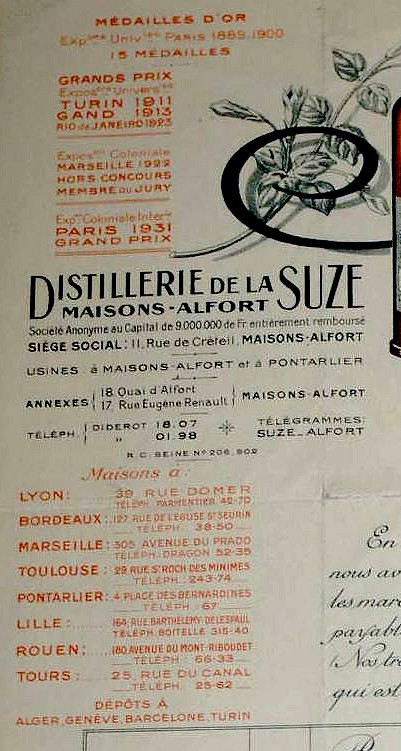 MÉDAILLES D'OR
Expons Univles PARIS 1889.1900
15 MÉDAILLES
GRANDS PRIX
Exposons Universles
TURIN 1911
GAND 1913
RIO de JANEIRO 1923
Exposon Coloniale
MARSEILLE 1922
HORS CONCOURS
MEMBRE DU JURY
Expon Coloniale Interle
PARIS 1931
GRAND PRIX
DISTILLERIE DE LA SUZE
MAISONS-ALFORT
Société Anonyme au Capital de 9.000.000 de Fr entièrement remboursé
SIÈGE SOCIAL: 11, Rue de Créteil, MAISONS-ALFORT
USINES: à MAISONS-ALFORT et à PONTARLIER
ANNEXES 18. Quai d'Alfort
17. Rue Eugène Renault MAISONS-ALFORT
TÉLÉPH. DIDEROT 18.07 TÉLÉGRAMMES:
" 01.98 SUZE_ALFORT
R.C. SEINE Nº 206.802
Maisons à:
LYON: 39 RUE DOMER
TÉLÉPH. PARMENTIER 42-70
BORDEAUX: 127 RUE DE L'ÉGLISE St SEURIN
TÉLÉPH. 38-50
MARSEILLE: 305 AVENUE DU PRADO
TÉLÉPH. DRAGON 52-35
TOULOUSE: 29 RUE St ROCH DES MINIMES
TÉLÉPH. 243-74
PONTARLIER: 4 PLACE DES BERNARDINES
TÉLÉPH. 67
LILLE: 164, RUE BARTHÉLEMY-DELESPAUL
TÉLÉPH. BOITELLE 315-40
ROUEN: 180 AVENUE DU MONT-RIBOUDET
TÉLÉPH. 66-33
TOURS: 25, RUE DU CANAL
TÉLÉPH. 25-62
DÉPÔTS À
ALGER, GENÈVE, BARCELONE, TURIN
En
nous av
les marc
payabl
(Nos tr
qui est